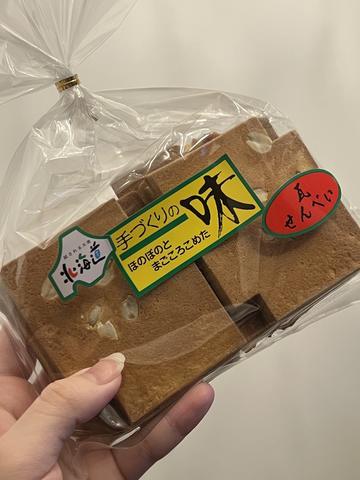 北海道
手づくりの
味
ほのぼのと
まごころこめた
瓦
せんべい